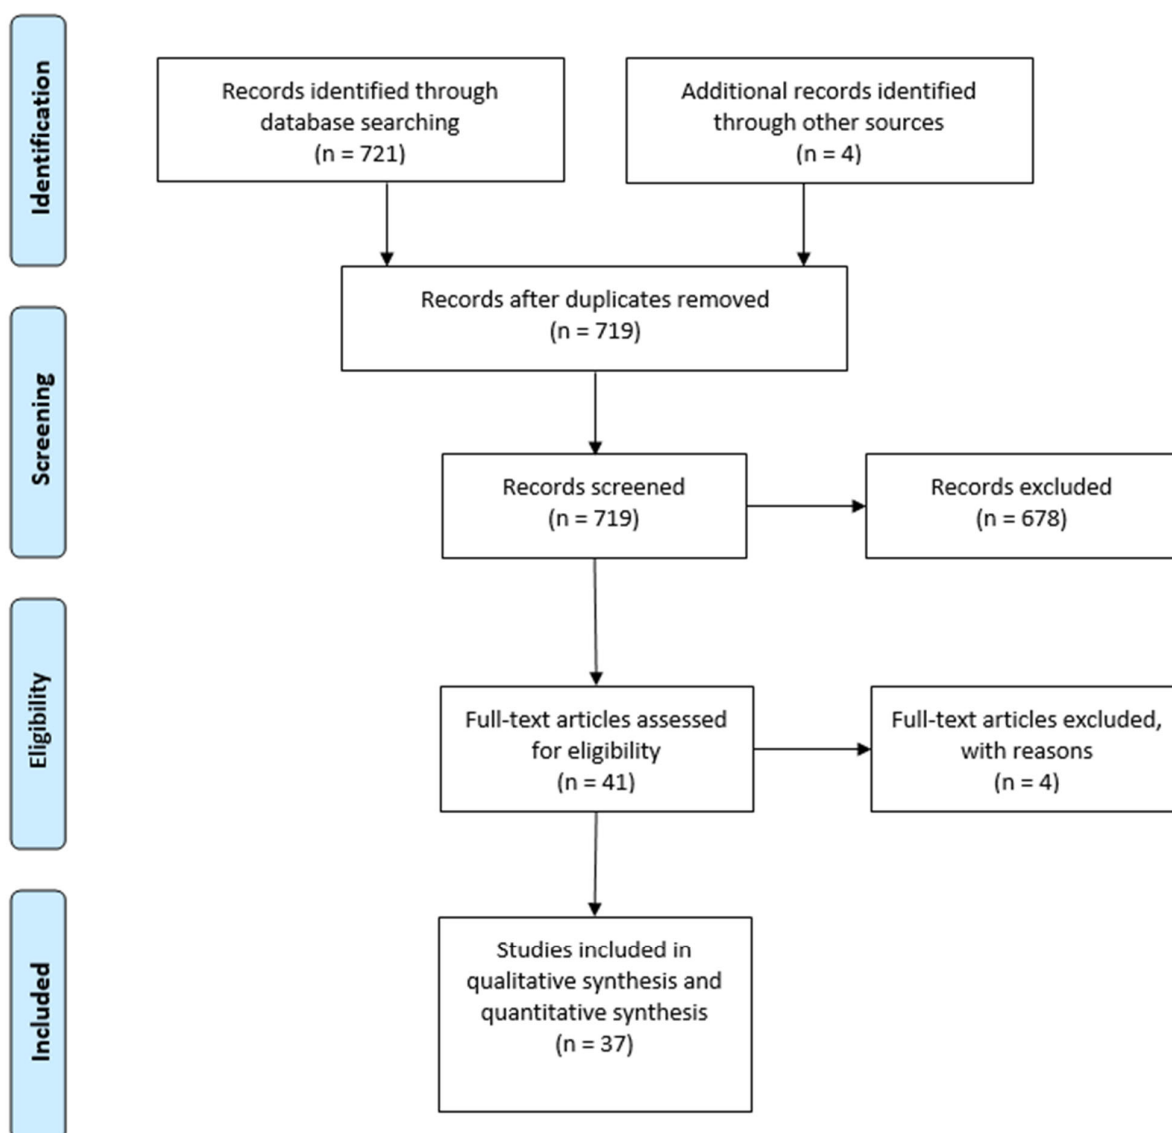 Identification
Records identified through
database searching
(n = 721)
Additional records identified
through other sources
(n = 4)
Records after duplicates removed
(n = 719)
Screening
Records screened
(n = 719)
Records excluded
(n = 678)
Eligibility
Full-text articles assessed
for eligibility
(n = 41)
Full-text articles excluded,
with reasons
(n = 4)
Included
Studies included in
qualitative synthesis and
quantitative synthesis
(n = 37)